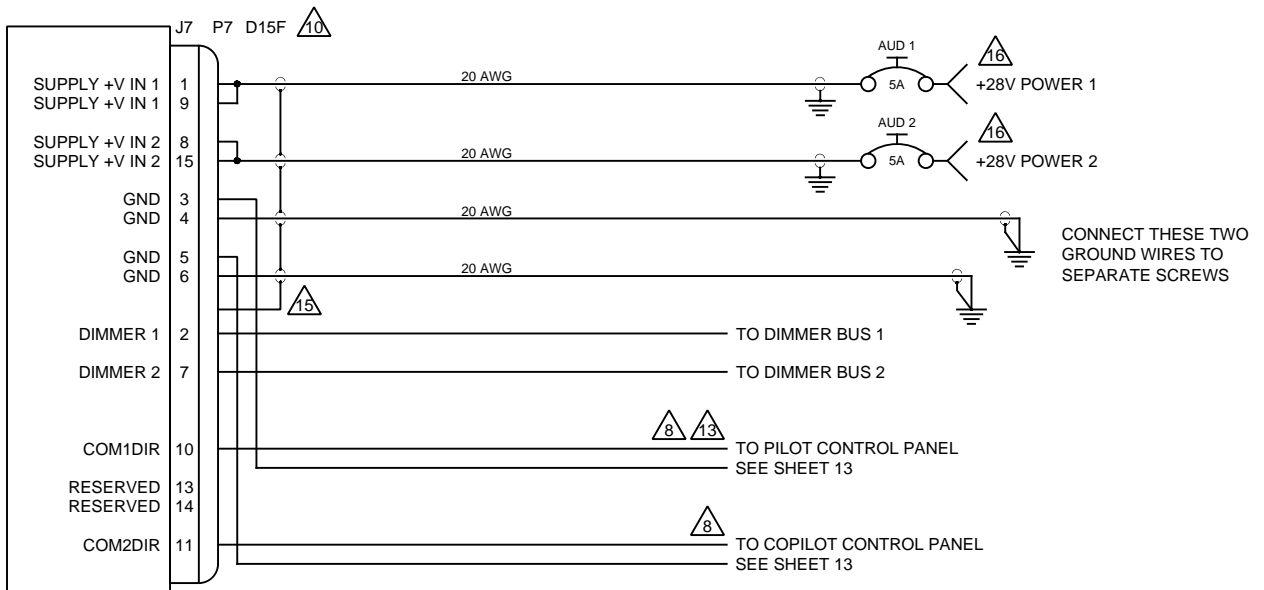 J7 P7 D15F 10
AUD 1
16
SUPPLY +V IN 1 1 20 AWG 5A +28V POWER 1
SUPPLY +V IN 1 9
AUD 2
16
SUPPLY +V IN 2 8
SUPPLY +V IN 2 15 20 AWG 5A +28V POWER 2
GND 3
GND 4 20 AWG
CONNECT THESE TWO
GROUND WIRES TO
SEPARATE SCREWS
GND 5
GND 6 20 AWG
15
DIMMER 1 2 TO DIMMER BUS 1
DIMMER 2 7 TO DIMMER BUS 2
8 13
COM1DIR 10 TO PILOT CONTROL PANEL
SEE SHEET 13
RESERVED 13
RESERVED 14
8
COM2DIR 11 TO COPILOT CONTROL PANEL
SEE SHEET 13